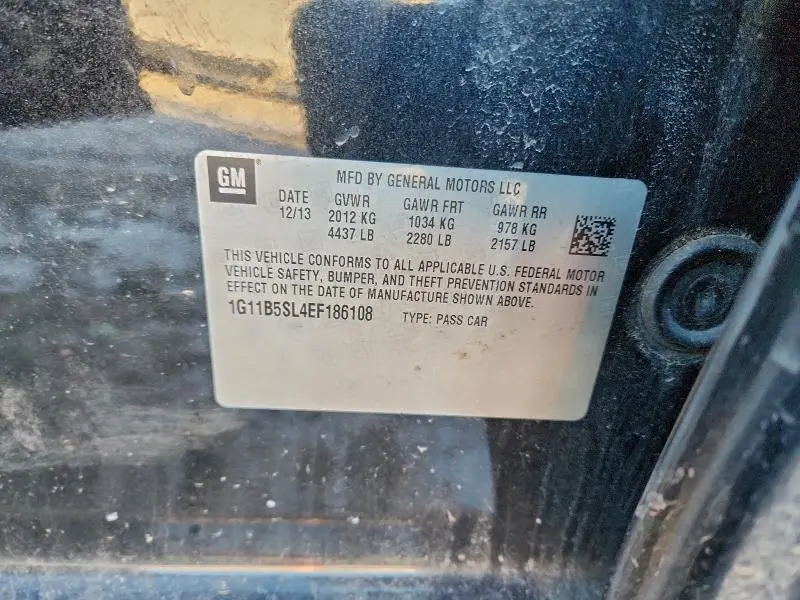 GM
MFD BY GENERAL MOTORS LLC
DATE GVWR GAWR FRT GAWR RR
12/13 2012 KG 1034 KG 978 KG
4437 LB 2280 LB 2157 LB
THIS VEHICLE CONFORMS TO ALL APPLICABLE U.S. FEDERAL MOTOR
VEHICLE SAFETY, BUMPER, AND THEFT PREVENTION STANDARDS IN
EFFECT ON THE DATE OF MANUFACTURE SHOWN ABOVE.
1G11B5SL4EF186108 TYPE: PASS CAR